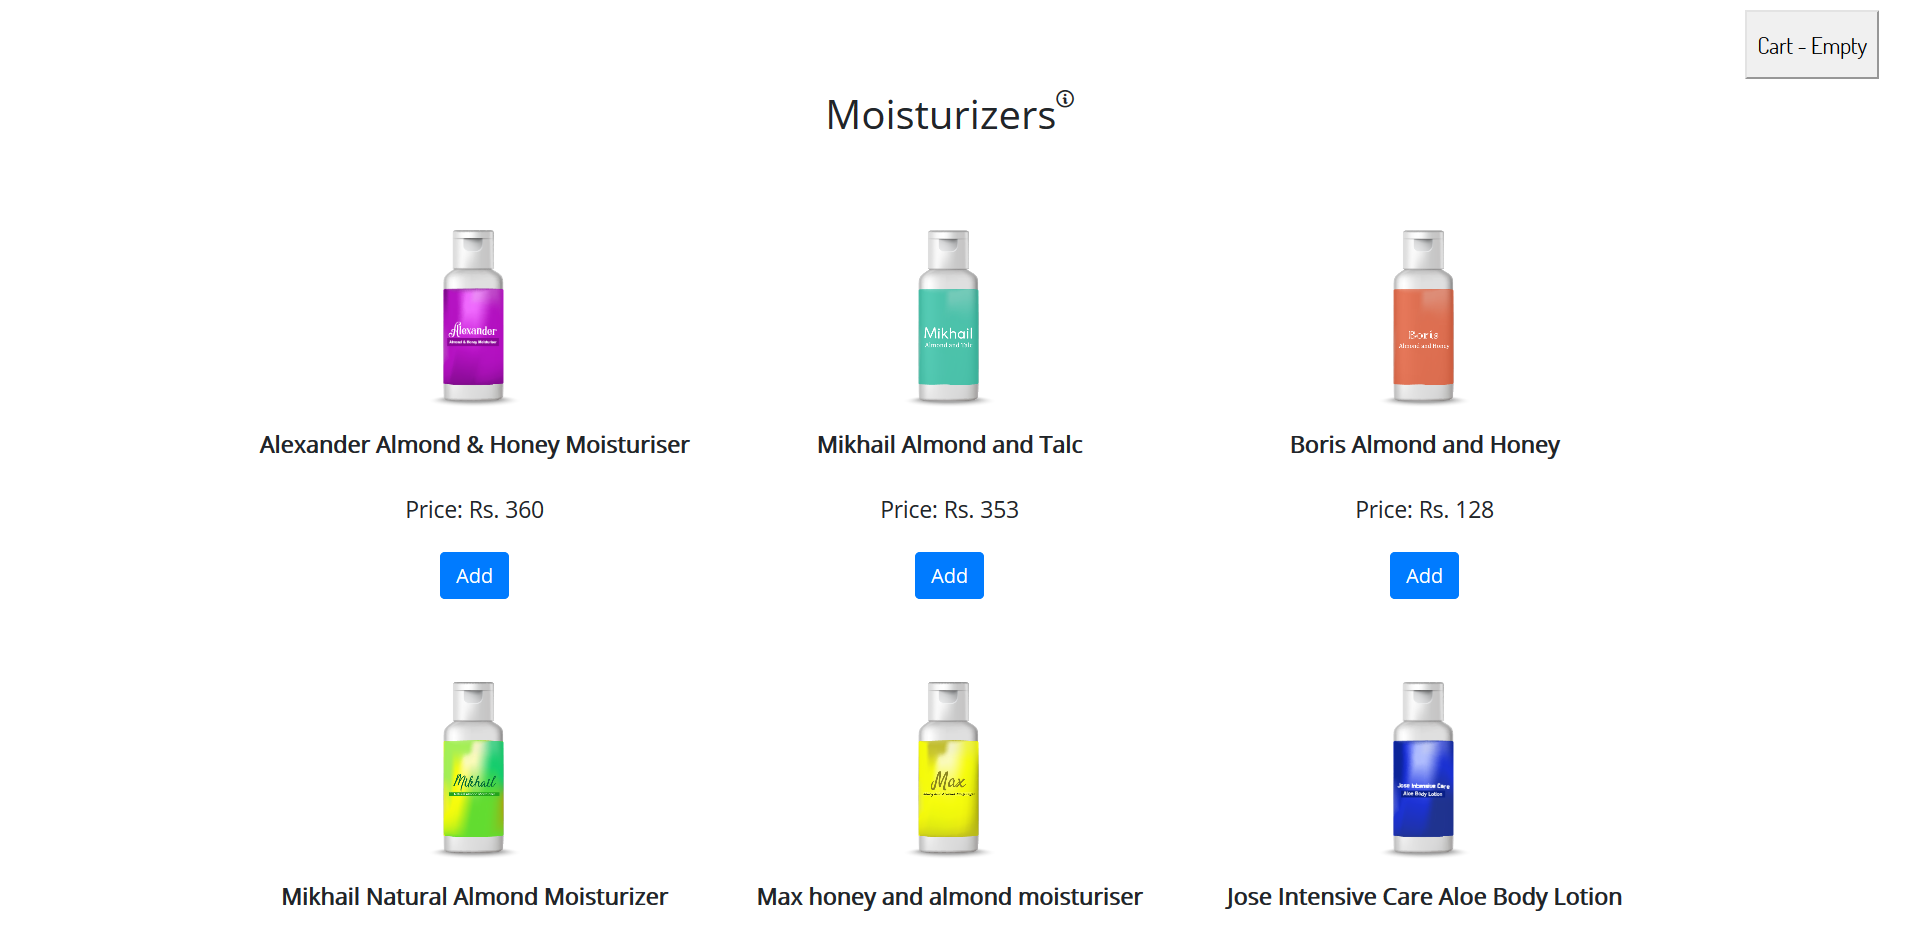 Cart - Empty
Moisturizers
Alexander
Almond & Honey Moisturiser
Mikhail
Almond and Talc
Boris
Almond and Honey
Alexander Almond & Honey Moisturiser
Mikhail Almond and Talc
Boris Almond and Honey
Price: Rs. 360
Price: Rs. 353
Price: Rs. 128
Add
Add
Add
Mikhail
Max
Jose Intensive Care
Aloe Body Lotion
Mikhail Natural Almond Moisturizer
Max honey and almond moisturiser
Jose Intensive Care Aloe Body Lotion